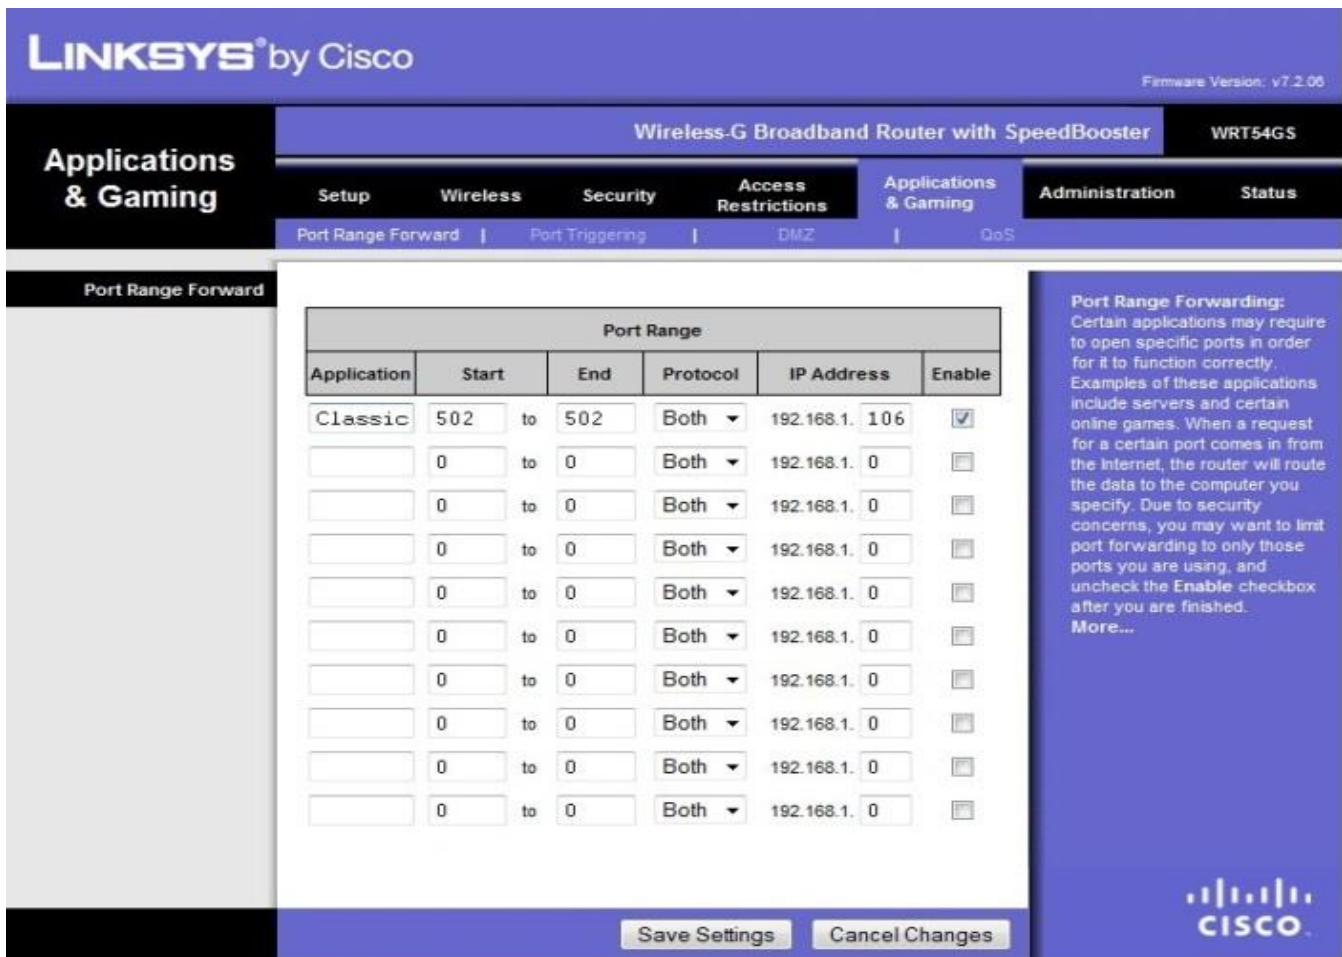 LINKSYS® by Cisco
Firmware Version: v7.2.06
Applications
& Gaming
Wireless-G Broadband Router with SpeedBooster
WRT54GS
Setup
Wireless
Security
Access
Restrictions
Applications
& Gaming
Administration
Status
Port Range Forward | Port Triggering | DMZ | QoS
Port Range Forward
Port Range
Application Start End Protocol IP Address Enable
Classic 502 to 502 Both 192.168.1. 106
0 to 0 Both 192.168.1. 0
0 to 0 Both 192.168.1. 0
0 to 0 Both 192.168.1. 0
0 to 0 Both 192.168.1. 0
0 to 0 Both 192.168.1. 0
0 to 0 Both 192.168.1. 0
0 to 0 Both 192.168.1. 0
0 to 0 Both 192.168.1. 0
0 to 0 Both 192.168.1. 0
Port Range Forwarding:
Certain applications may require
to open specific ports in order
for it to function correctly.
Examples of these applications
include servers and certain
online games. When a request
for a certain port comes in from
the Internet, the router will route
the data to the computer you
specify. Due to security
concerns, you may want to limit
port forwarding to only those
ports you are using, and
uncheck the Enable checkbox
after you are finished.
More...
Save Settings
Cancel Changes
CISCO.